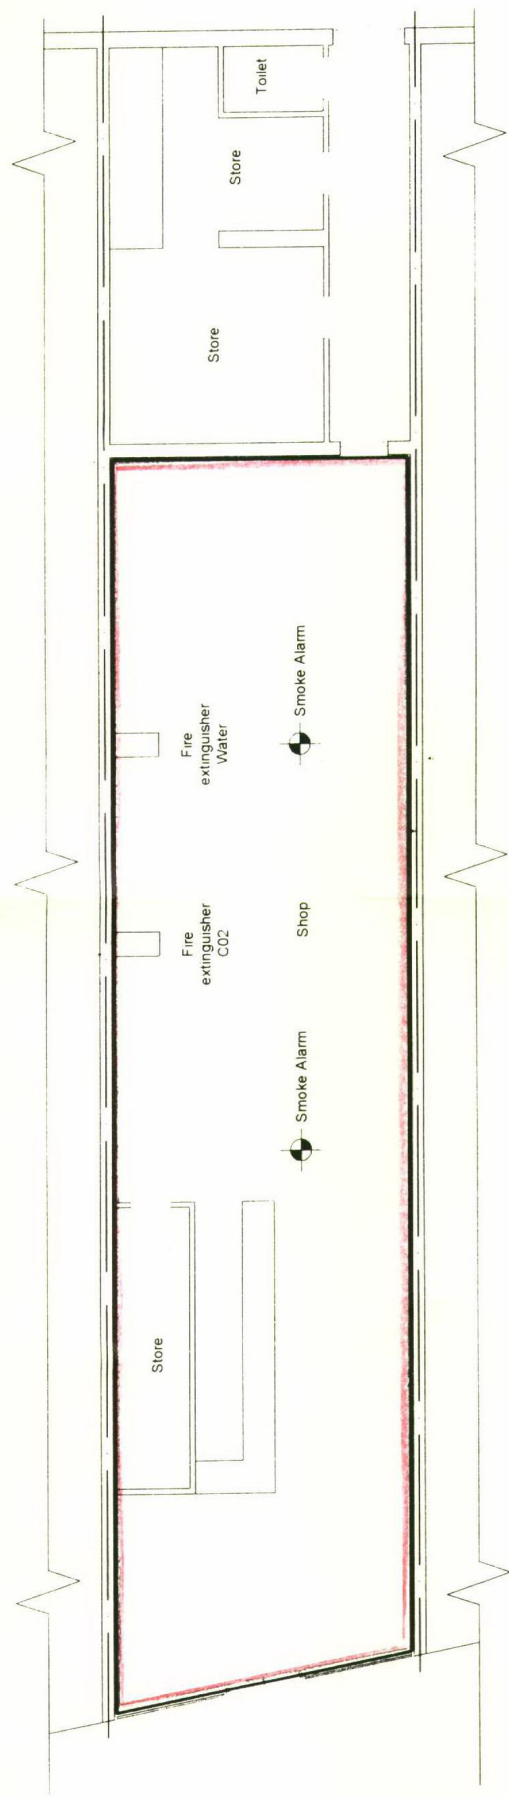 Toilet
Store
Store
Smoke Alarm
Fire
extinguisher
Water
Fire
extinguisher
C02
Shop
Smoke Alarm
Store